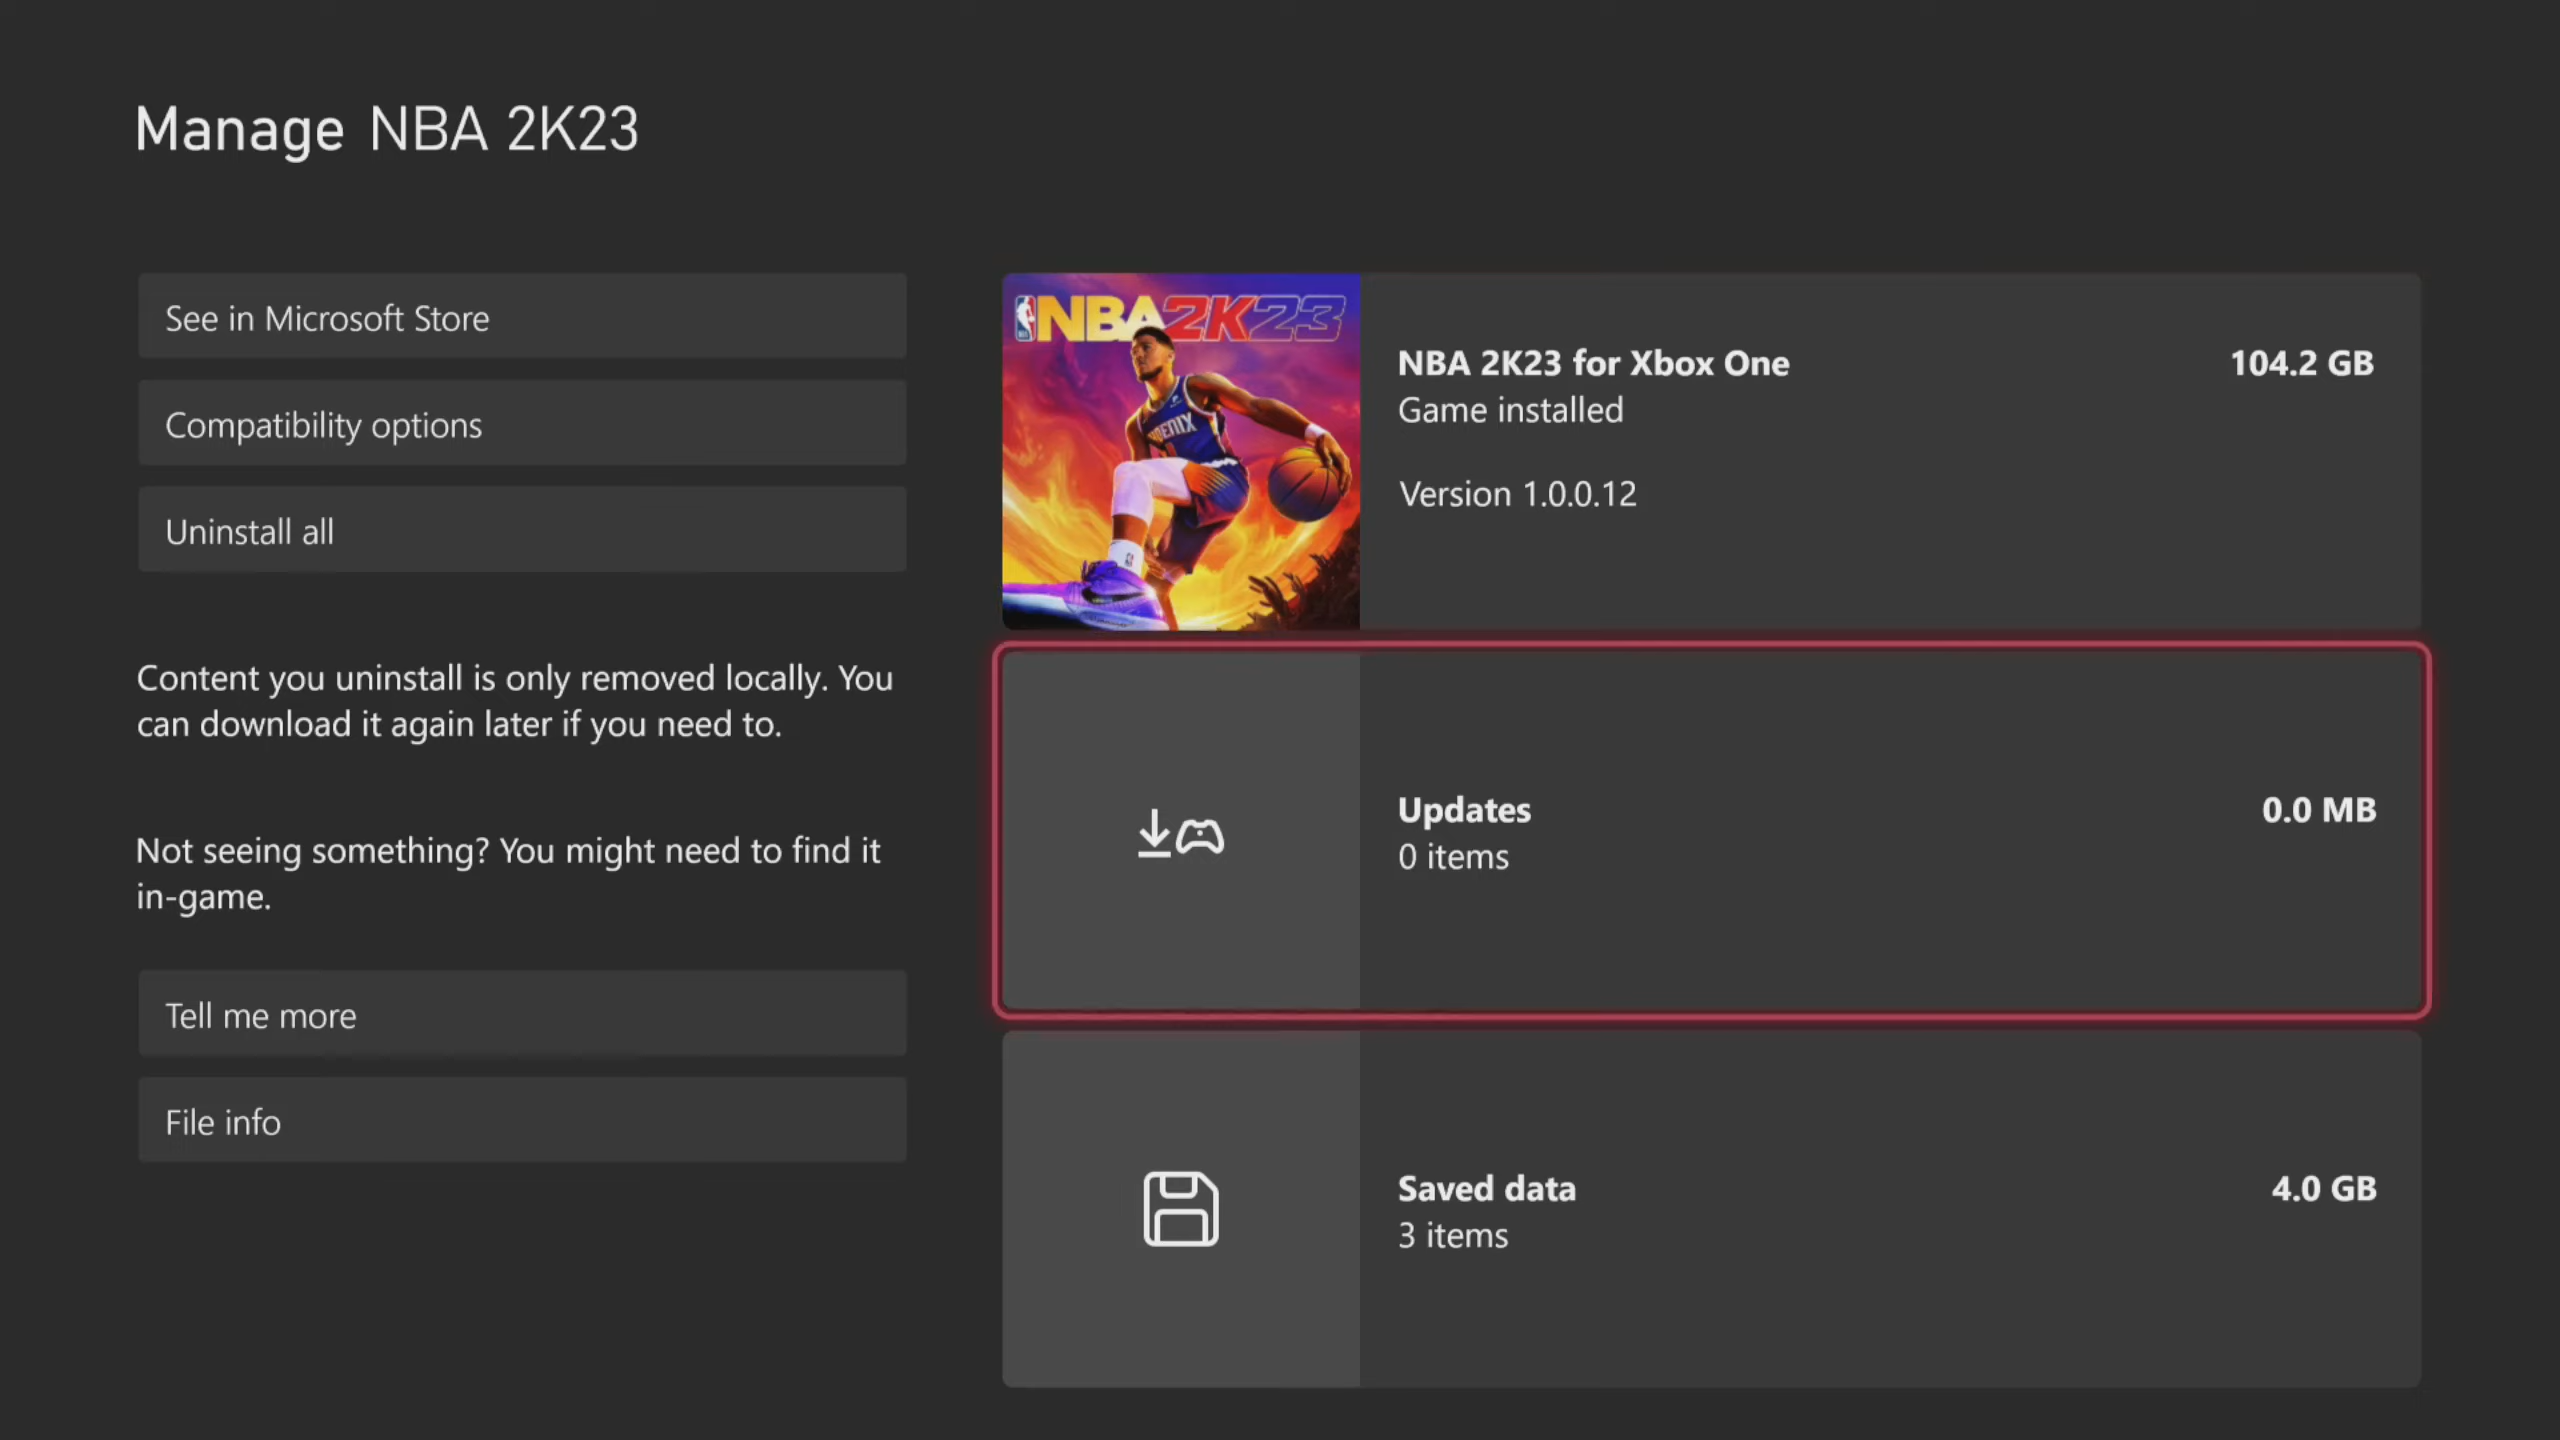 Manage NBA 2K23
See in Microsoft Store
Compatibility options
Uninstall all
Content you uninstall is only removed locally. You
can download it again later if you need to.
Not seeing something? You might need to find it
in-game.
Tell me more
File info
NBA 2K23
PHOENIX
NBA 2K23 for Xbox One
104.2 GB
Game installed
Version 1.0.0.12
Updates
0.0 MB
0 items
Saved data
4.0 GB
3 items